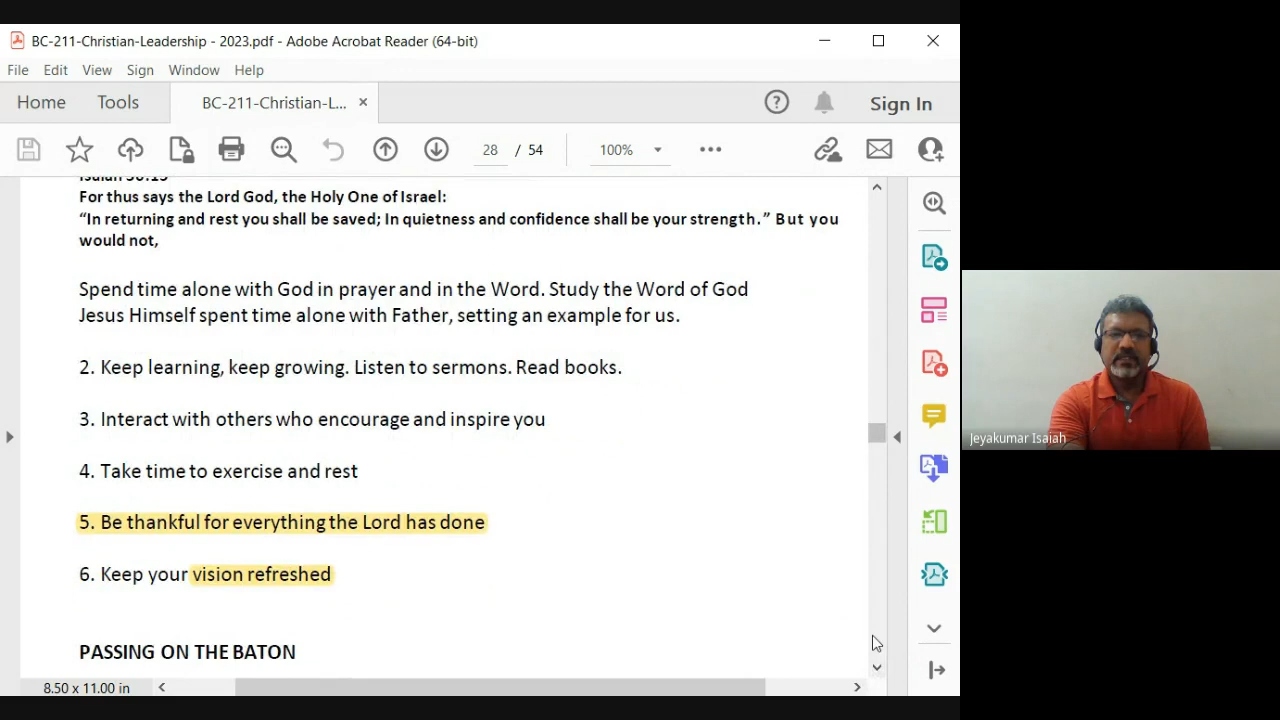 BC-211-Christian-Leadership - 2023.pdf - Adobe Acrobat Reader (64-bit)
File Edit View Sign Window Help
Home Tools BC-211-Christian-L... Sign In
28 / 54 100%
For thus says the Lord God, the Holy One of Israel:
“In returning and rest you shall be saved; In quietness and confidence shall be your strength.” But you
would not,
Spend time alone with God in prayer and in the Word. Study the Word of God
Jesus Himself spent time alone with Father, setting an example for us.
2. Keep learning, keep growing. Listen to sermons. Read books.
3. Interact with others who encourage and inspire you
4. Take time to exercise and rest
5. Be thankful for everything the Lord has done
6. Keep your vision refreshed
PASSING ON THE BATON
8.50 x 11.00 in
Jeyakumar Isaiah